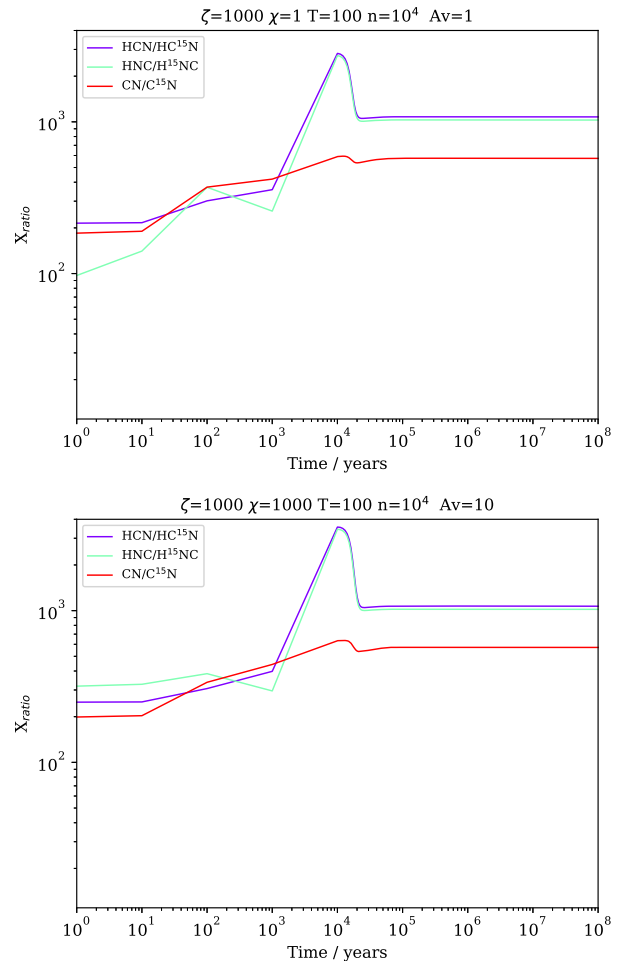 ζ=1000 χ=1 T=100 n=10⁴ Av=1
HCN/HC¹⁵N
HNC/H¹⁵NC
CN/C¹⁵N
10³
10²
X_ratio
10⁰ 10¹ 10² 10³ 10⁴ 10⁵ 10⁶ 10⁷ 10⁸
Time / years
ζ=1000 χ=1000 T=100 n=10⁴ Av=10
HCN/HC¹⁵N
HNC/H¹⁵NC
CN/C¹⁵N
10³
10²
X_ratio
10⁰ 10¹ 10² 10³ 10⁴ 10⁵ 10⁶ 10⁷ 10⁸
Time / years